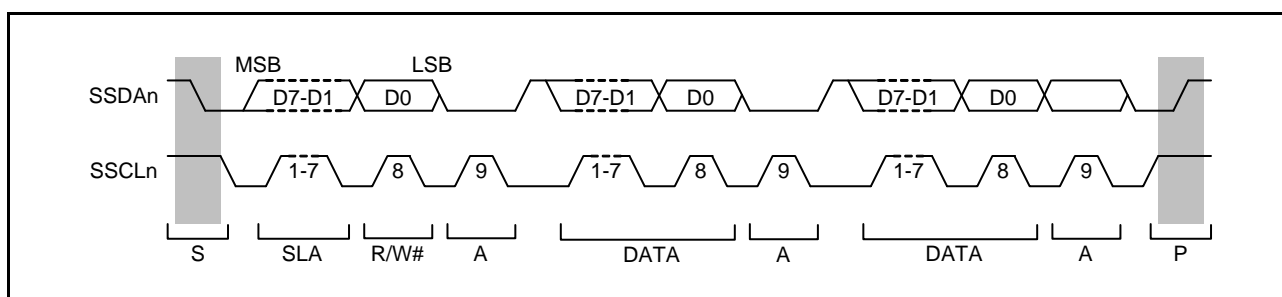 MSB LSB
SSDAn D7-D1 D0 D7-D1 D0 D7-D1 D0
SSCLn 1-7 8 9 1-7 8 9 1-7 8 9
S SLA R/W# A DATA A DATA A P